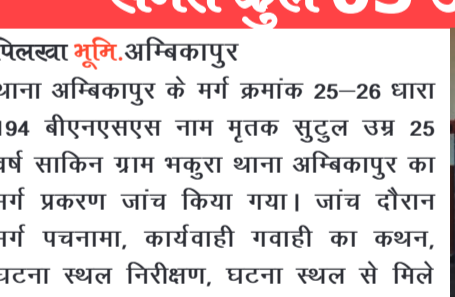 पिलखा भूमि.अम्बिकापुर
थाना अम्बिकापुर के मर्ग क्रमांक 25–26 धारा
194 बीएनएसएस नाम मृतक सुटुल उम्र 25
वर्ष साकिन ग्राम भकुरा थाना अम्बिकापुर का
मर्ग प्रकरण जांच किया गया। जांच दौरान
मर्ग पचनामा, कार्यवाही गवाही का कथन,
घटना स्थल निरीक्षण, घटना स्थल से मिले